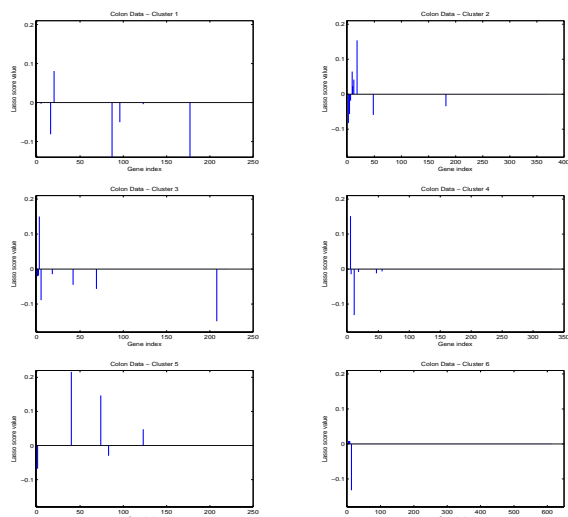 Colon Data – Cluster 1
Lasso score value
0.2
0.1
0
−0.1
0 50 100 150 200 250
Gene index
Colon Data – Cluster 2
Lasso score value
0.2
0.1
0
−0.1
0 100 200 300 400
Gene index
Colon Data – Cluster 3
Lasso score value
0.2
0.1
0
−0.1
0 50 100 150 200 250
Gene index
Colon Data – Cluster 4
Lasso score value
0.2
0.1
0
−0.1
0 50 100 150 200 250 300 350
Gene index
Colon Data – Cluster 5
Lasso score value
0.2
0.1
0
−0.1
0 50 100 150 200 250
Colon Data – Cluster 6
Lasso score value
0.2
0.1
0
−0.1
0 100 200 300 400 500 600